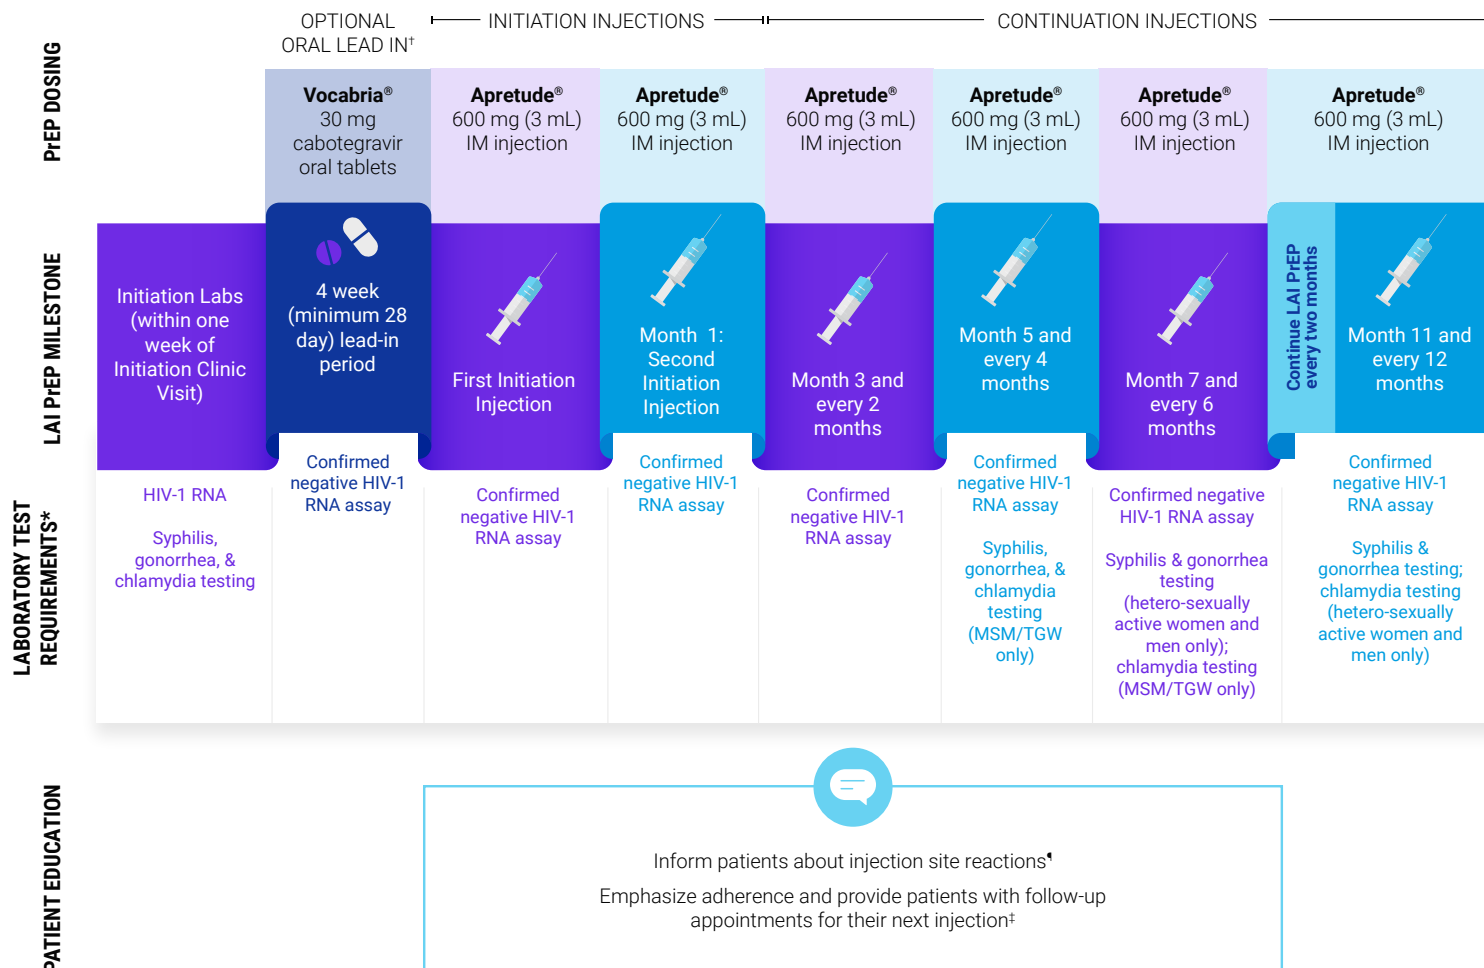 OPTIONAL
ORAL LEAD IN†
INITIATION INJECTIONS
CONTINUATION INJECTIONS
PrEP DOSING
Vocabria®
30 mg
cabotegravir
oral tablets
Apretude®
600 mg (3 mL)
IM injection
Apretude®
600 mg (3 mL)
IM injection
Apretude®
600 mg (3 mL)
IM injection
Apretude®
600 mg (3 mL)
IM injection
Apretude®
600 mg (3 mL)
IM injection
Apretude®
600 mg (3 mL)
IM injection
LAI PrEP MILESTONE
Initiation Labs
(within one
week of
Initiation Clinic
Visit)
4 week
(minimum 28
day) lead-in
period
First Initiation
Injection
Month 1:
Second
Initiation
Injection
Month 3 and
every 2
months
Month 5 and
every 4
months
Month 7 and
every 6
months
Continue LAI PrEP
every two months
Month 11 and
every 12
months
LABORATORY TEST
REQUIREMENTS*
HIV-1 RNA
Syphilis,
gonorrhea, &
chlamydia testing
Confirmed
negative HIV-1
RNA assay
Confirmed
negative HIV-1
RNA assay
Confirmed
negative HIV-1
RNA assay
Confirmed
negative HIV-1
RNA assay
Confirmed
negative HIV-1
RNA assay
Syphilis,
gonorrhea, &
chlamydia
testing
(MSM/TGW
only)
Confirmed negative
HIV-1 RNA assay
Syphilis & gonorrhea
testing
(hetero-sexually
active women and
men only);
chlamydia testing
(MSM/TGW only)
Confirmed
negative HIV-1
RNA assay
Syphilis &
gonorrhea testing;
chlamydia testing
(hetero-sexually
active women and
men only)
PATIENT EDUCATION
Inform patients about injection site reactions¶
Emphasize adherence and provide patients with follow-up
appointments for their next injection‡